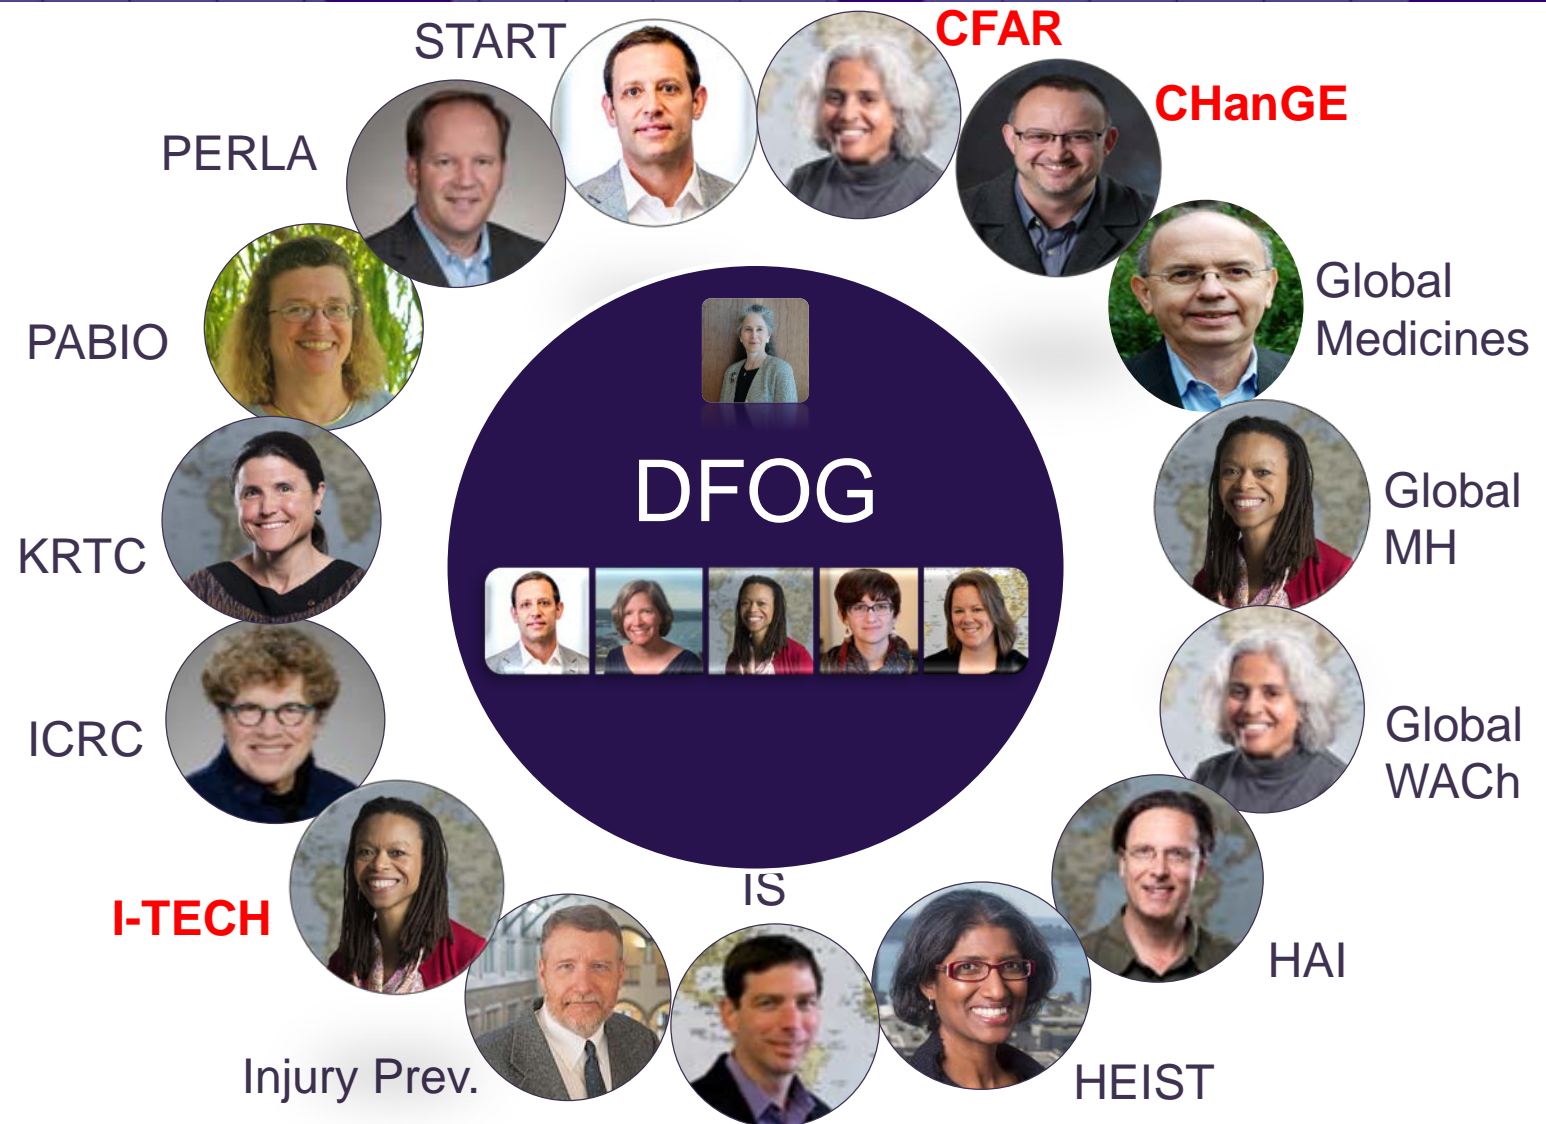 START
CFAR
CHanGE
PERLA
Global
Medicines
PABIO
DFOG
Global
MH
KRTC
Global
WACh
ICRC
IS
I-TECH
HAI
Injury Prev.
HEIST